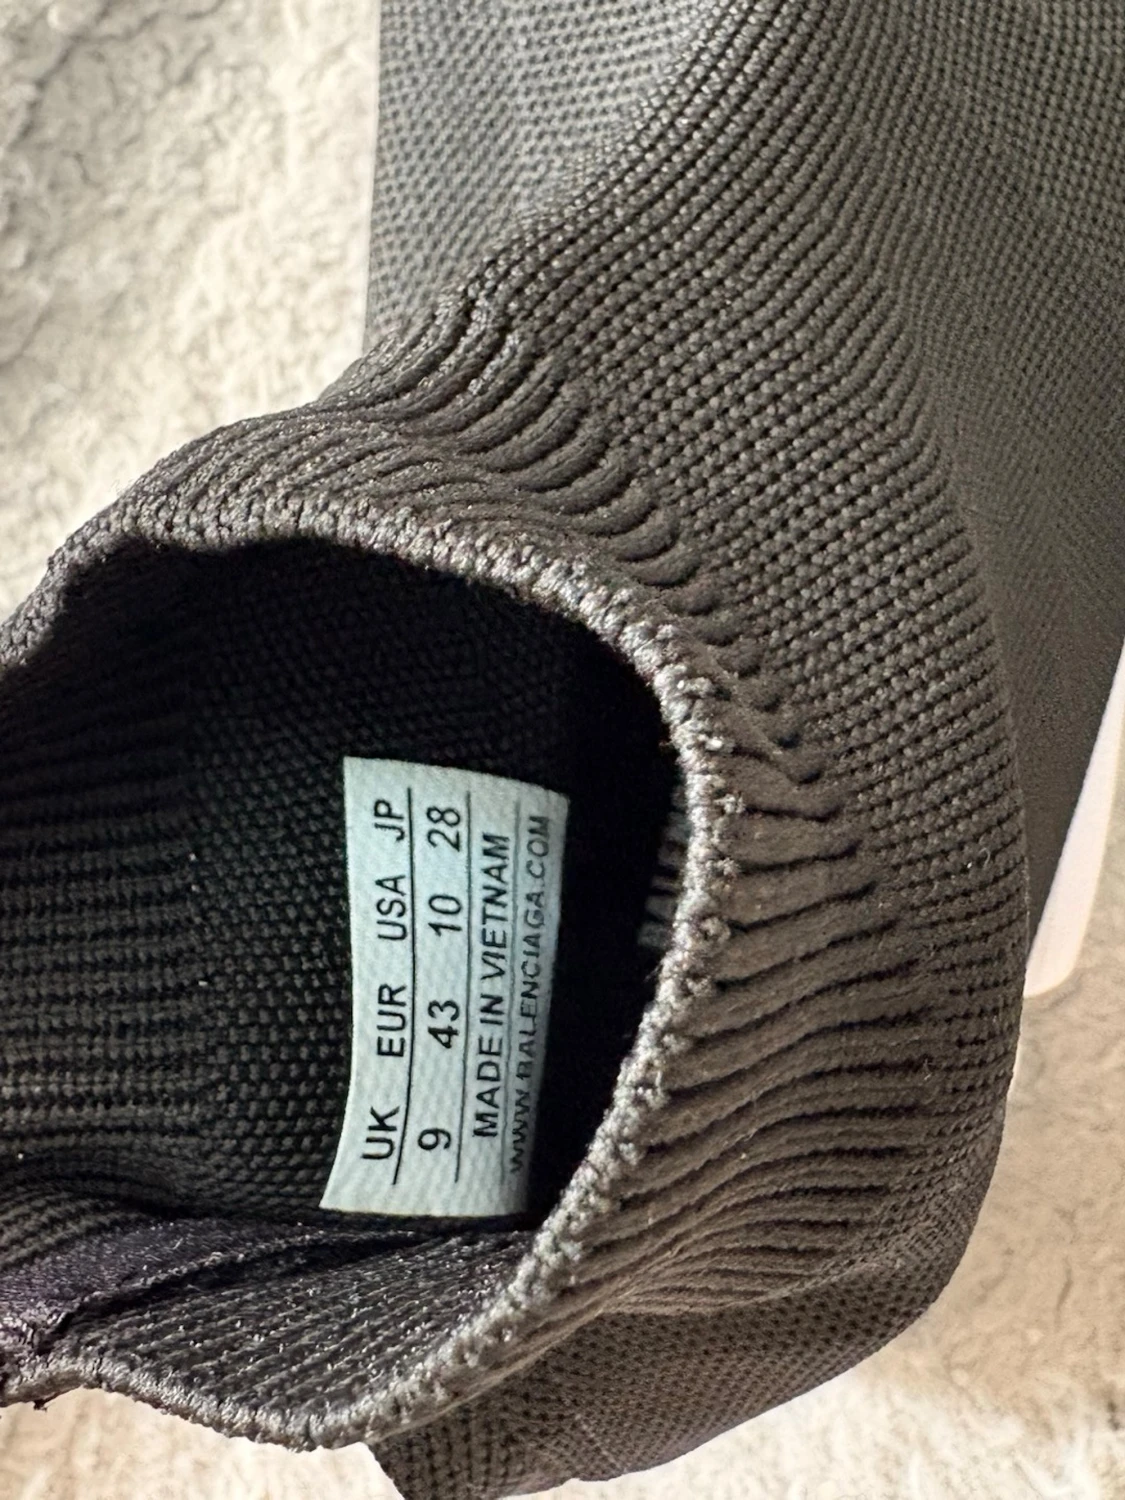 UK EUR USA JP
9 43 10 28
MADE IN VIETNAM
WWW.BALENCIAGA.COM